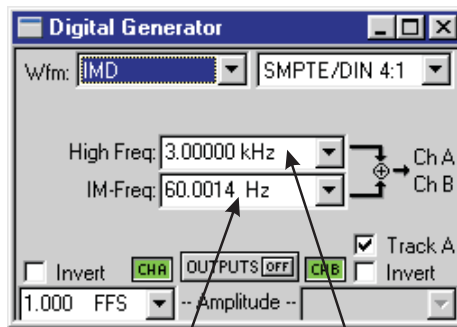 Digital Generator
Wfm: IMD SMPTE/DIN 4:1
High Freq: 3.00000 kHz
Ch A
IM-Freq: 60.0014 Hz
Ch B
Track A
Invert CHA OUTPUTS OFF CHB Invert
1.000 FFS -- Amplitude --